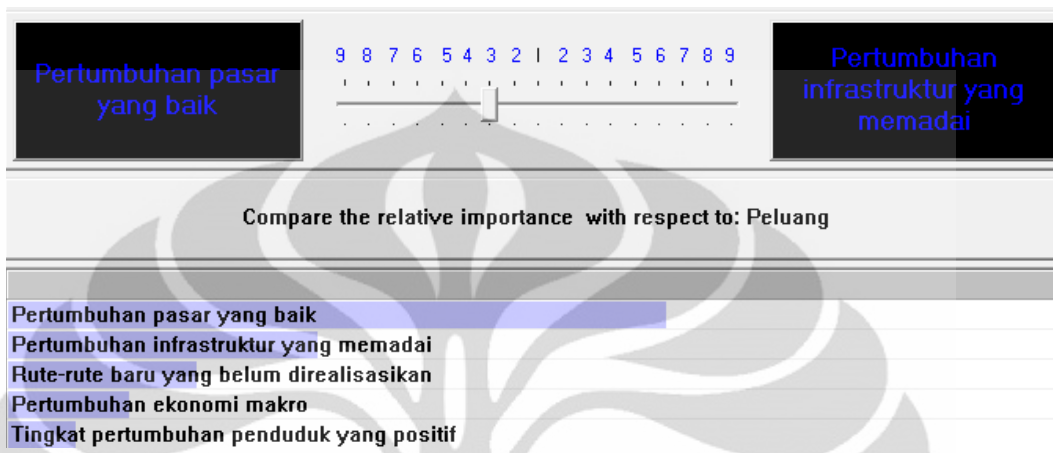 Pertumbuhan pasar
yang baik
9 8 7 6 5 4 3 2 | 2 3 4 5 6 7 8 9
Pertumbuhan
infrastruktur yang
memadai
Compare the relative importance with respect to: Peluang
Pertumbuhan pasar yang baik
Pertumbuhan infrastruktur yang memadai
Rute-rute baru yang belum direalisasikan
Pertumbuhan ekonomi makro
Tingkat pertumbuhan penduduk yang positif